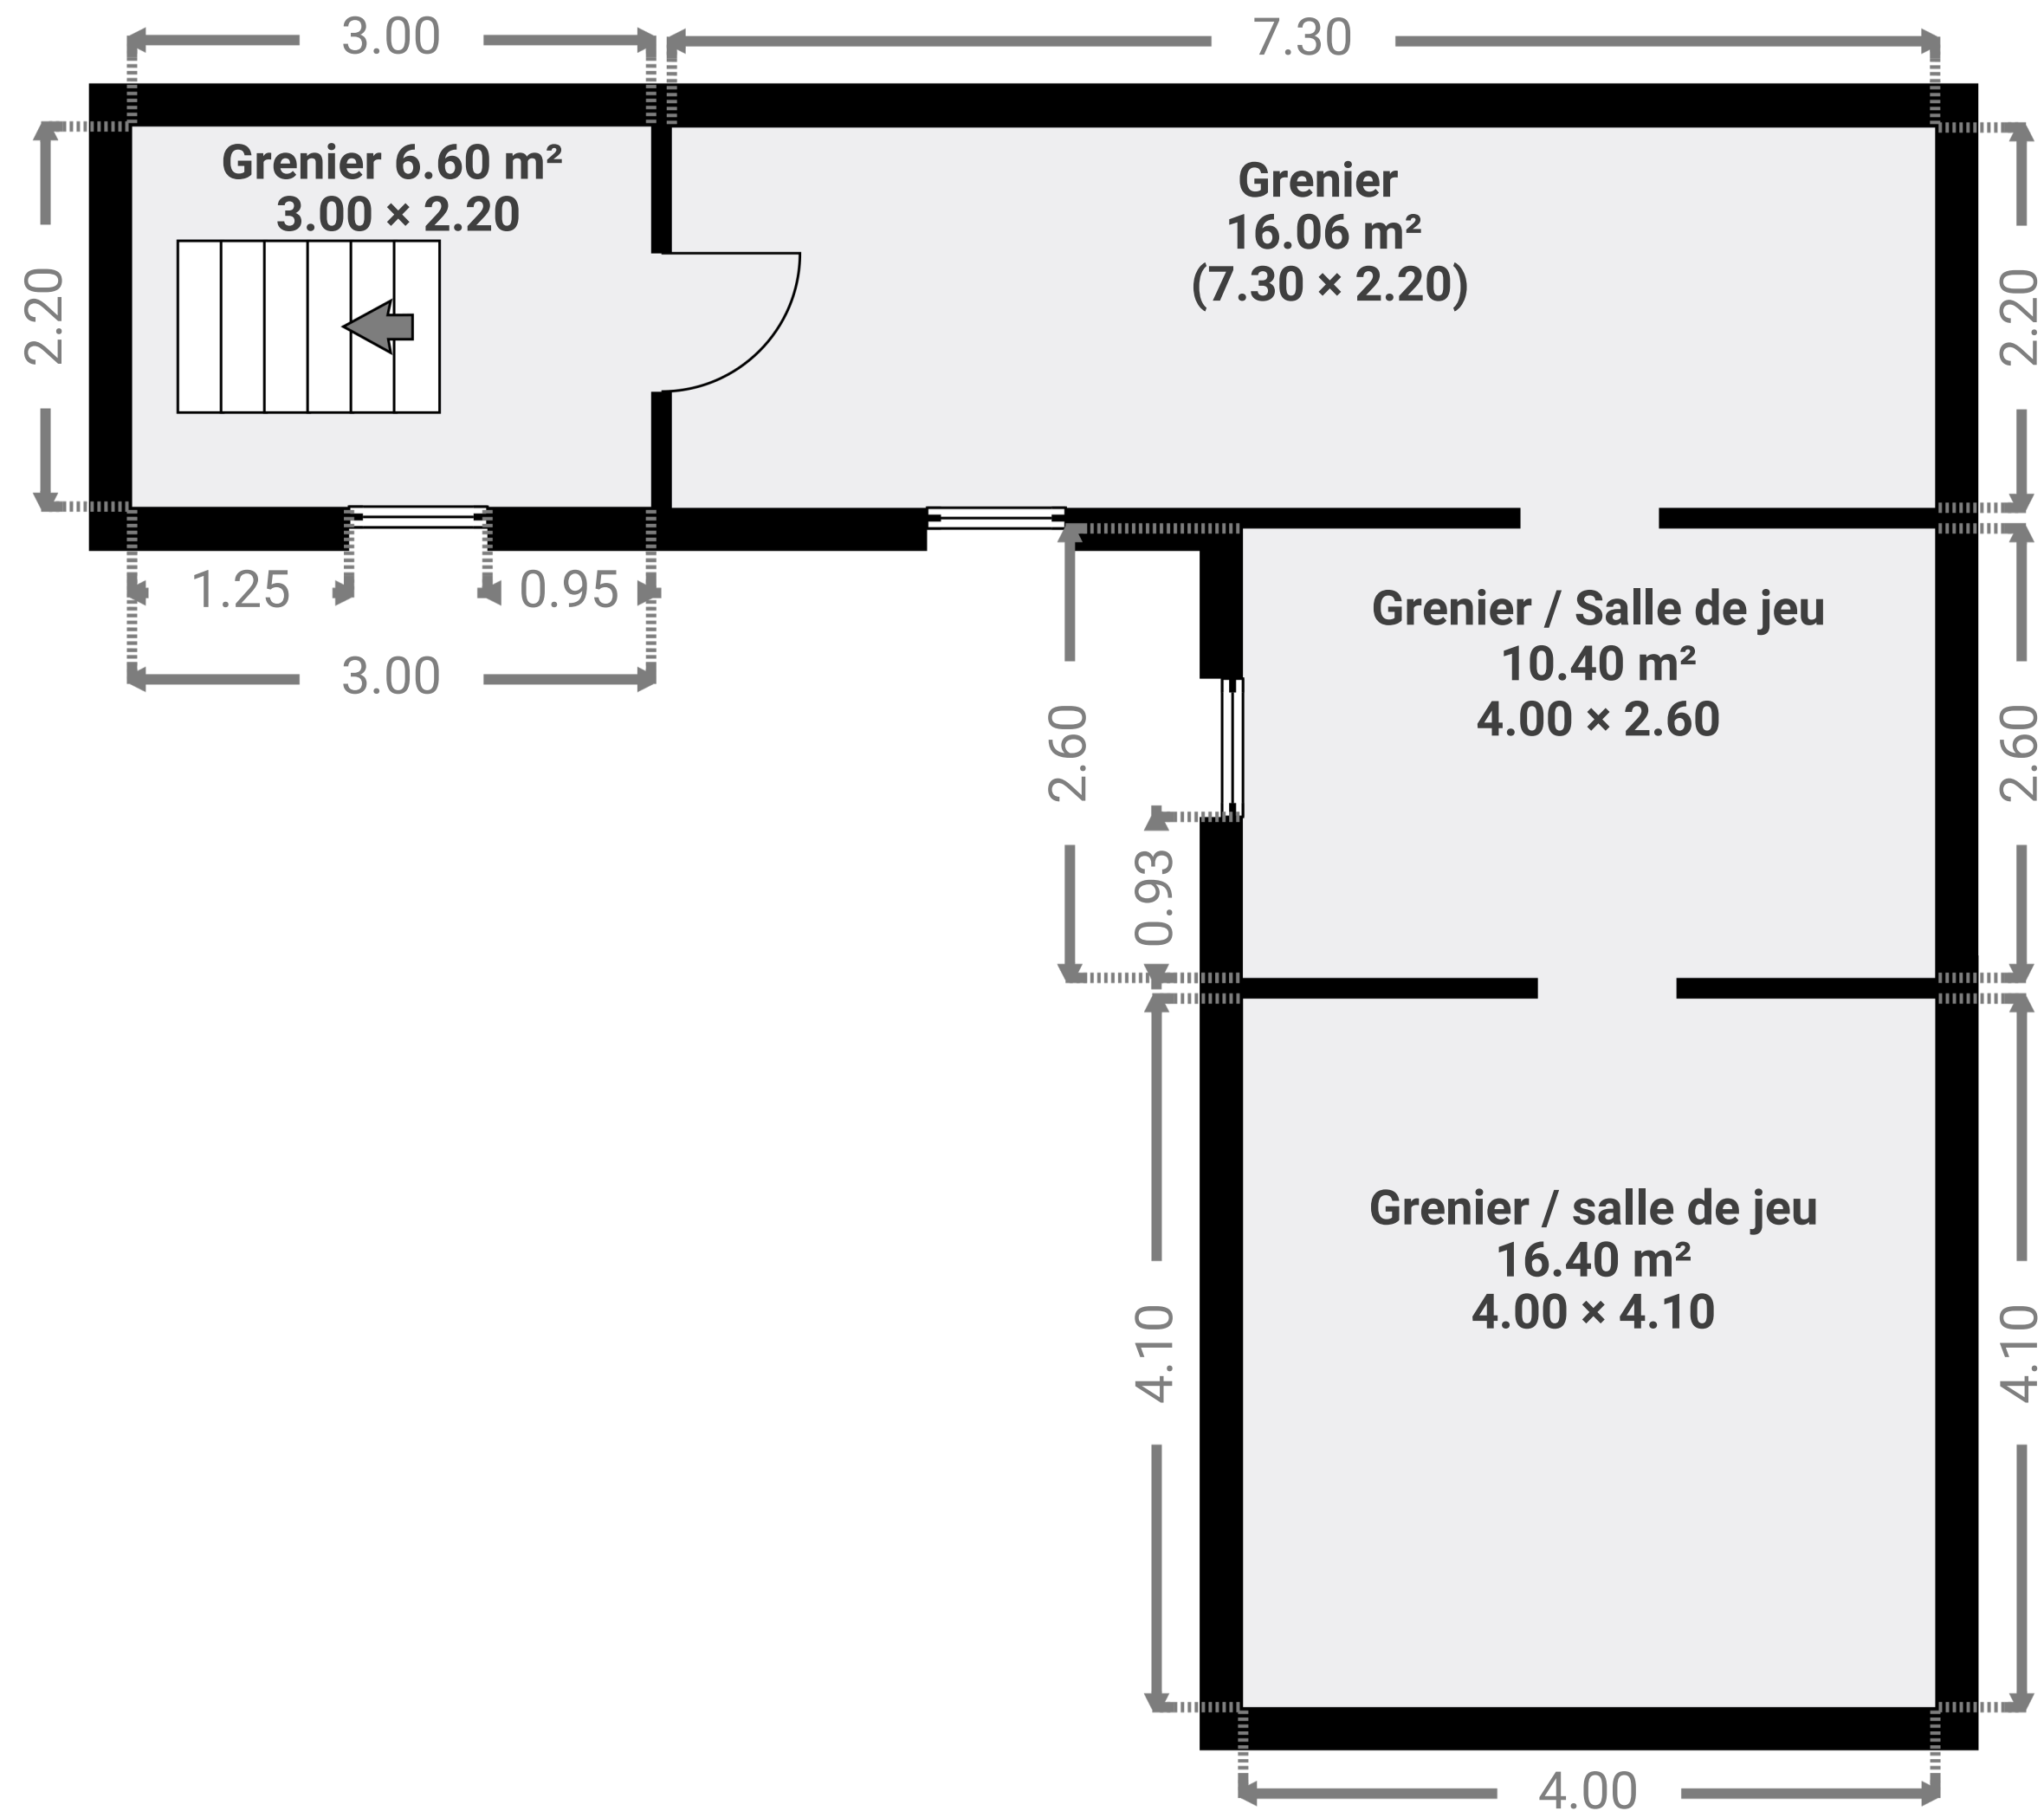 3.00
7.30
Grenier 6.60 m²
3.00 × 2.20
Grenier
16.06 m²
(7.30 × 2.20)
2.20
2.20
1.25
0.95
3.00
Grenier / Salle de jeu
10.40 m²
4.00 × 2.60
2.60
2.60
0.93
Grenier / salle de jeu
16.40 m²
4.00 × 4.10
4.10
4.10
4.00